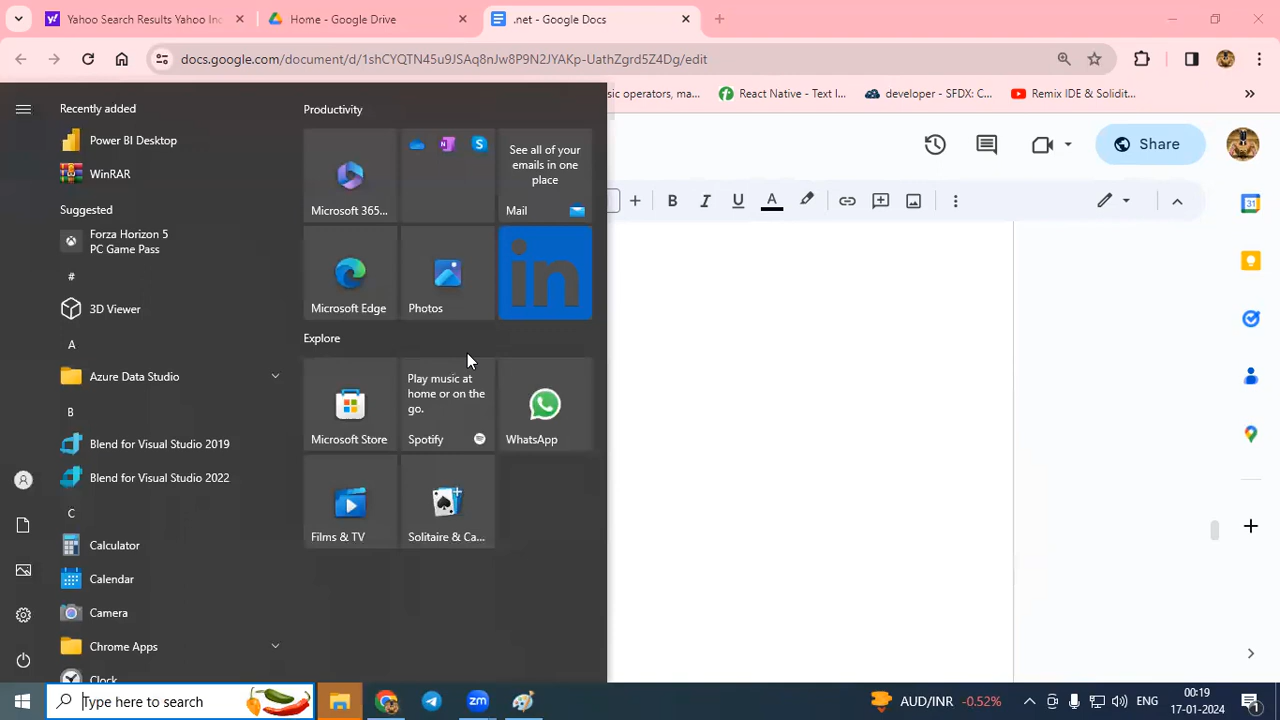 Yahoo Search Results Yahoo In
Home - Google Drive
.net - Google Docs
docs.google.com/document/d/1shCYQTN45u9JSAq8nJw8P9N2JYAKp-UathZgrd5Z4Dg/edit
sic operators, ma...
React Native - Text I...
developer - SFDX: C...
Remix IDE & Solidit...
Share
Recently added
Power BI Desktop
WinRAR
Suggested
Forza Horizon 5
PC Game Pass
#
3D Viewer
A
Azure Data Studio
B
Blend for Visual Studio 2019
Blend for Visual Studio 2022
C
Calculator
Calendar
Camera
Chrome Apps
Clock
Productivity
Microsoft 365...
See all of your
emails in one
place
Mail
Microsoft Edge
Photos
in
Explore
Microsoft Store
Play music at
home or on the
go.
Spotify
WhatsApp
Films & TV
Solitaire & Ca...
B I U A
31
Type here to search
zm
AUD/INR -0.52%
ENG
00:19
17-01-2024
1